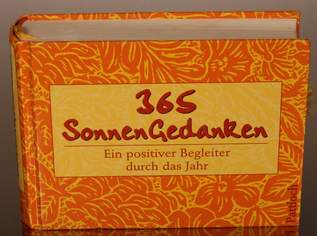 365
SonnenGedanken
Ein positiver Begleiter
durch das Jahr
Pattloch